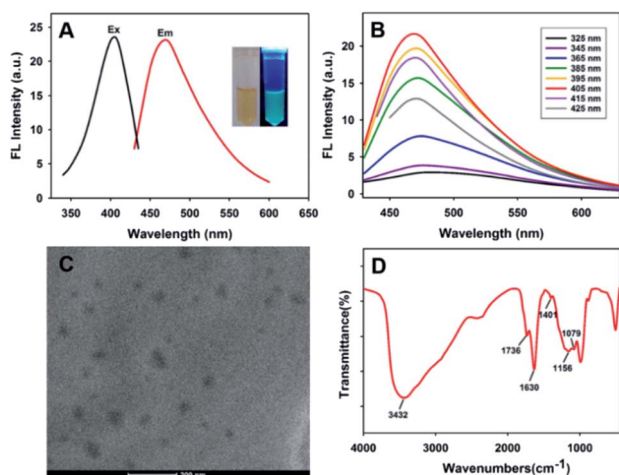 A
Ex
Em
FL Intensity (a.u.)
25
20
15
10
5
0
350 400 450 500 550 600 650
Wavelength (nm)
B
325 nm
345 nm
365 nm
385 nm
395 nm
405 nm
415 nm
425 nm
FL Intensity (a.u.)
20
15
10
5
0
450 500 550 600
Wavelength (nm)
C
200 nm
D
Transmittance(%)
3432
1736
1630
1401
1156
1079
4000 3000 2000 1000
Wavenumbers(cm-1)